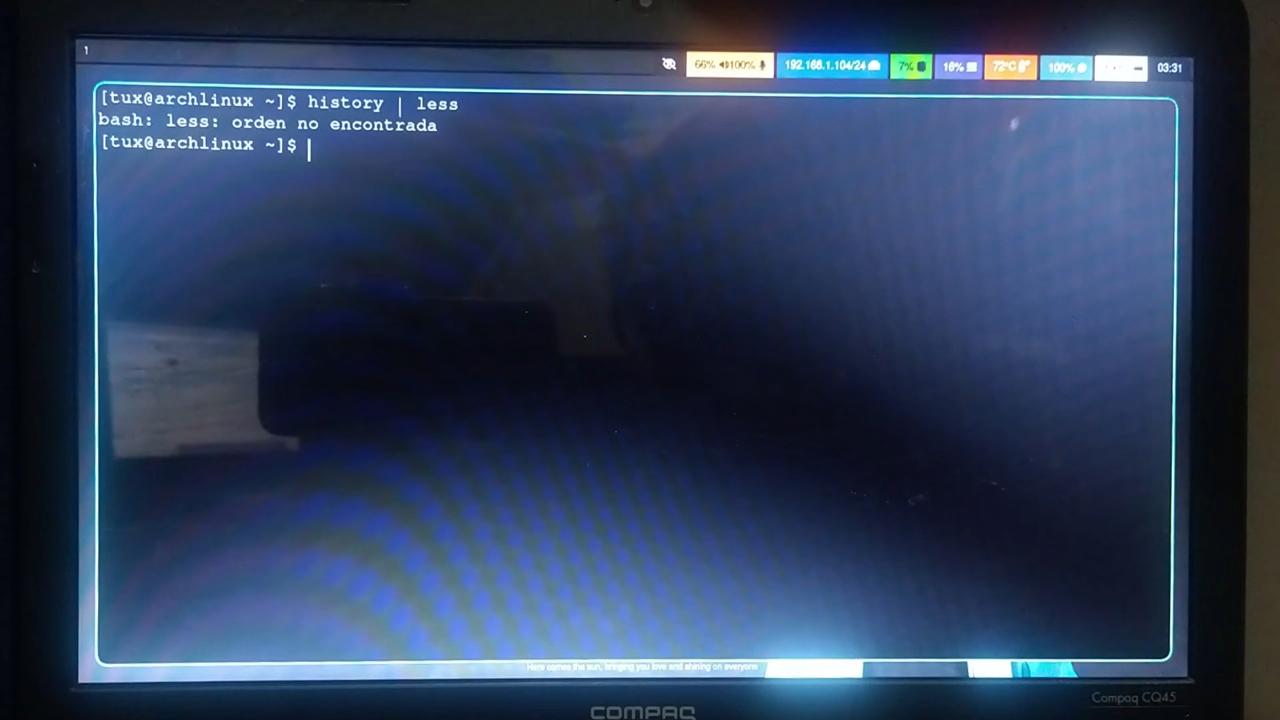 1
66% 100% 192.168.1.104/24 7% 16% 72°C 100% 03:31
[tux@archlinux ~]$ history | less
bash: less: orden no encontrada
[tux@archlinux ~]$
Here comes the sun, bringing you love and shining on everyone
Compaq CQ45
COMPAQ